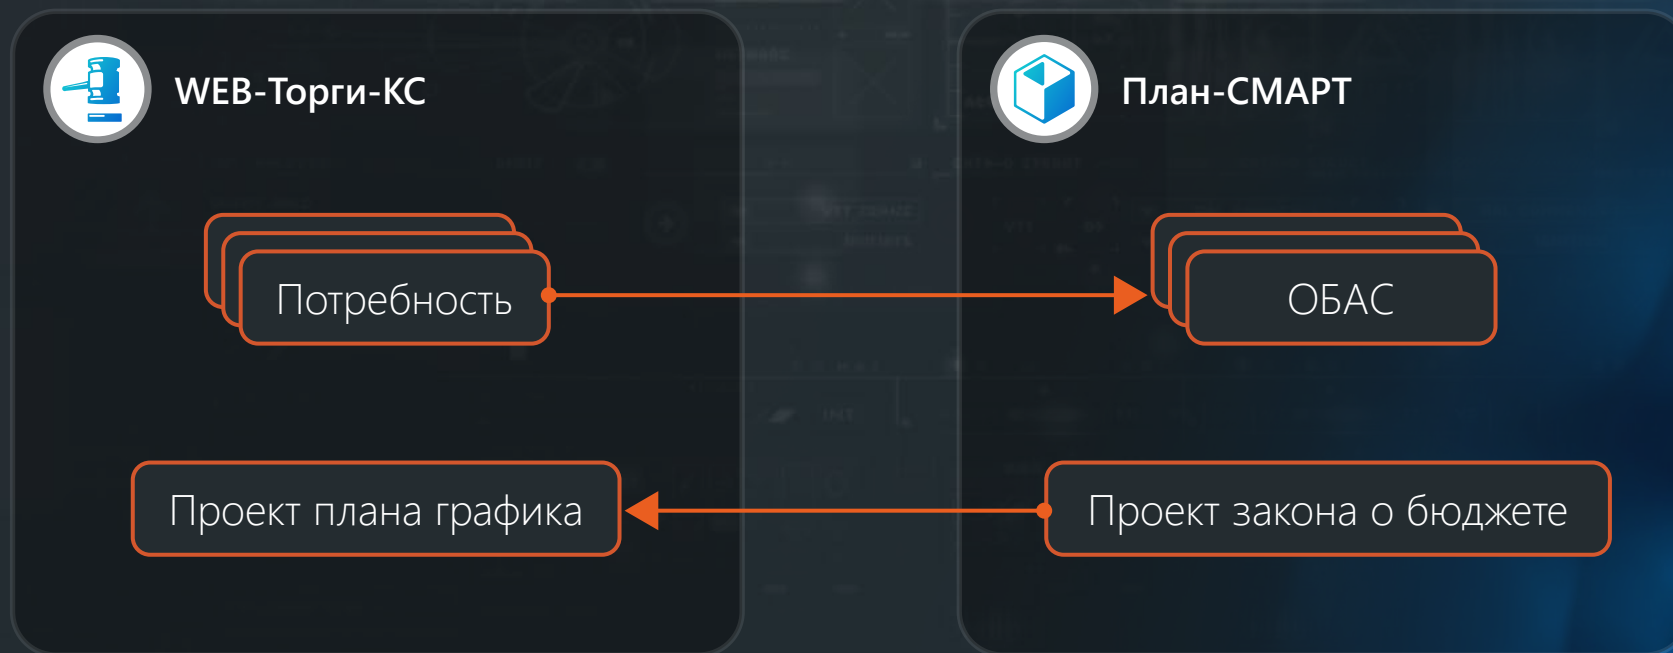 WEB-Торги-КС
План-СМАРТ
Потребность
ОБАС
Проект плана графика
Проект закона о бюджете